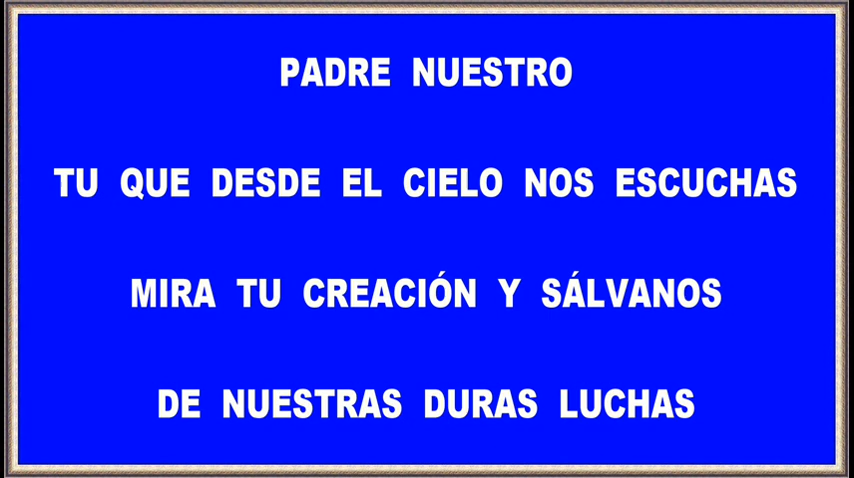 PADRE NUESTRO
TU QUE DESDE EL CIELO NOS ESCUCHAS
MIRA TU CREACIÓN Y SÁLVANOS
DE NUESTRAS DURAS LUCHAS